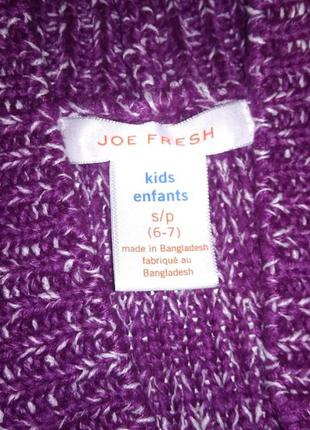 JOE FRESH
kids
enfants
s/p
(6-7)
made in Bangladesh
fabriqué au
Bangladesh